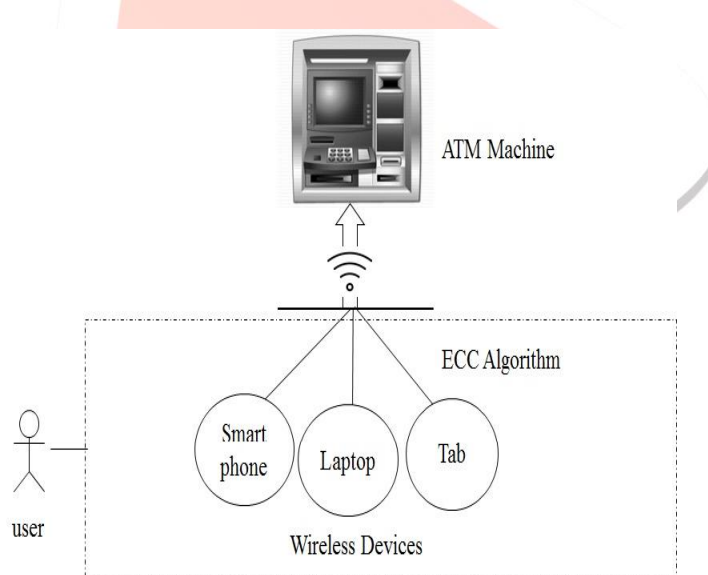 ATM Machine
ECC Algorithm
Smart
phone
Laptop
Tab
user
Wireless Devices